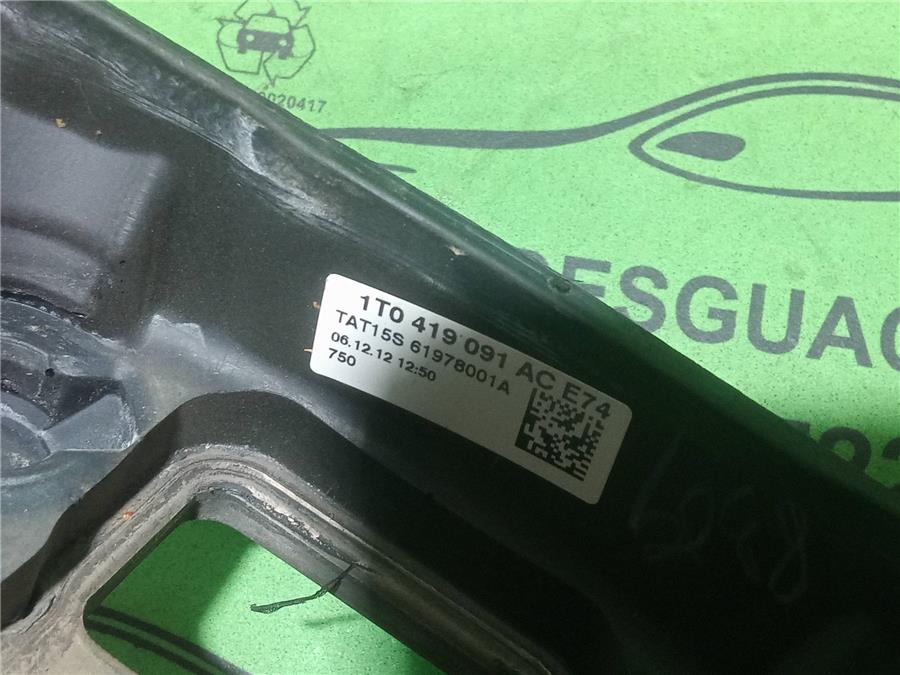 020417
ESGUAC
1T0 419 091 AC E74
TAT15S 61978001A
06.12.12 12:50
750